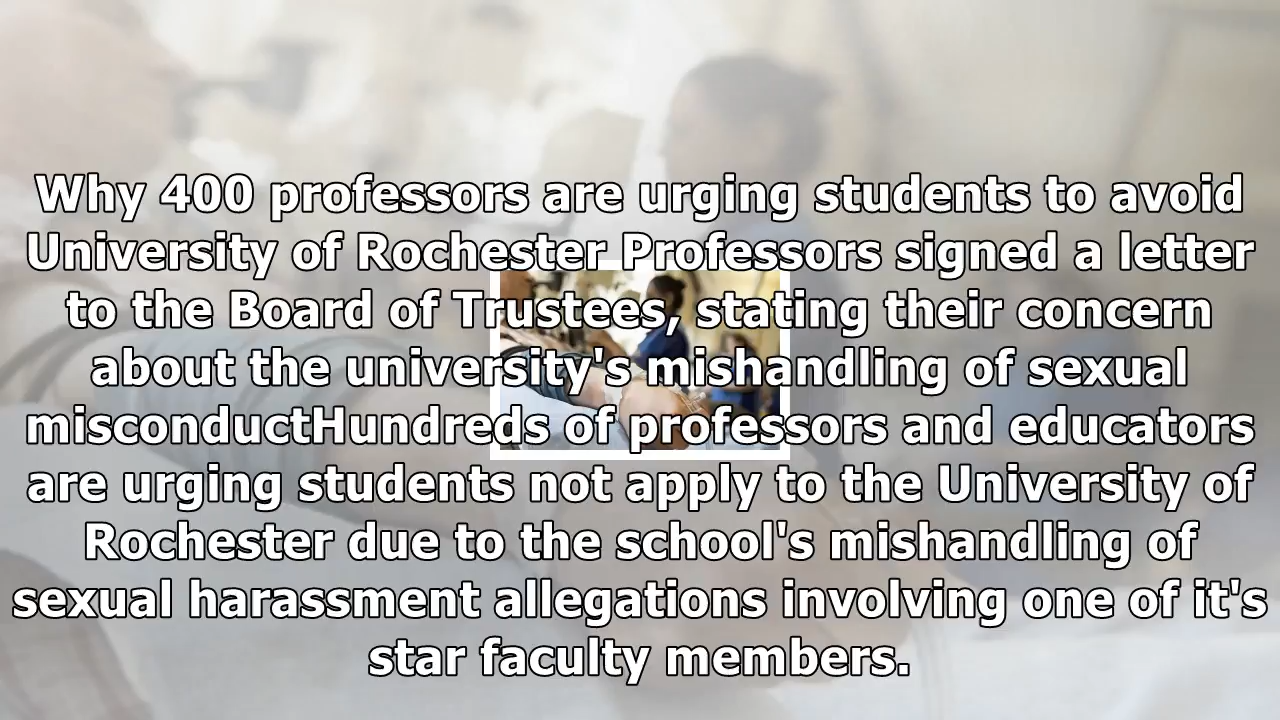 Why 400 professors are urging students to avoid
University of Rochester Professors signed a letter
to the Board of Trustees, stating their concern
about the university's mishandling of sexual
misconductHundreds of professors and educators
are urging students not apply to the University of
Rochester due to the school's mishandling of
sexual harassment allegations involving one of it's
star faculty members.